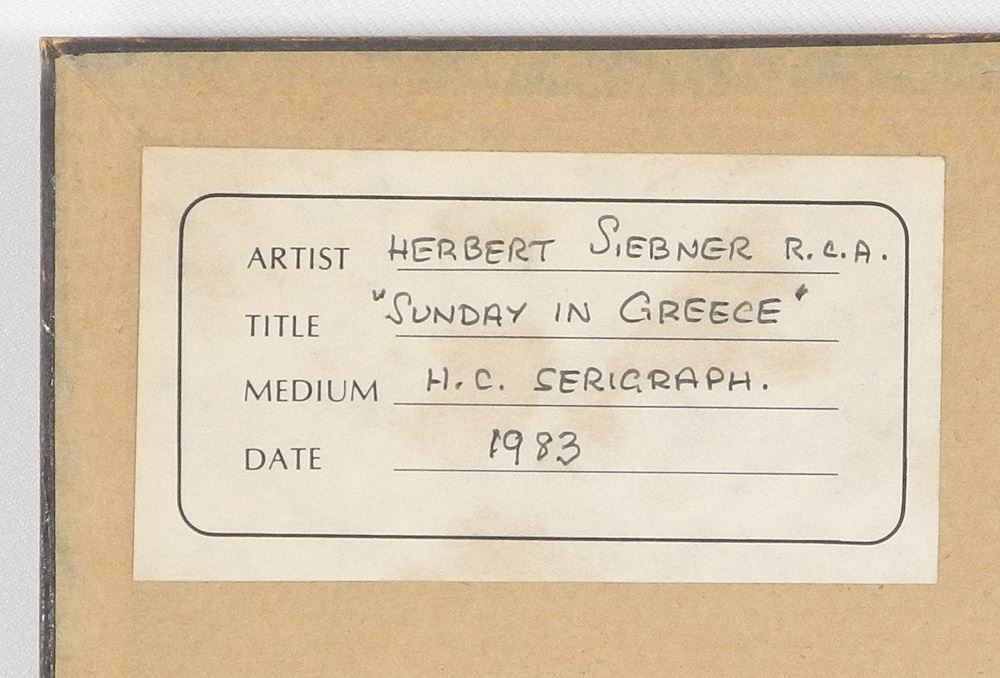 ARTIST HERBERT SIEBNER R.C.A.
TITLE "SUNDAY IN GREECE"
MEDIUM H.C. SERIGRAPH.
DATE 1983